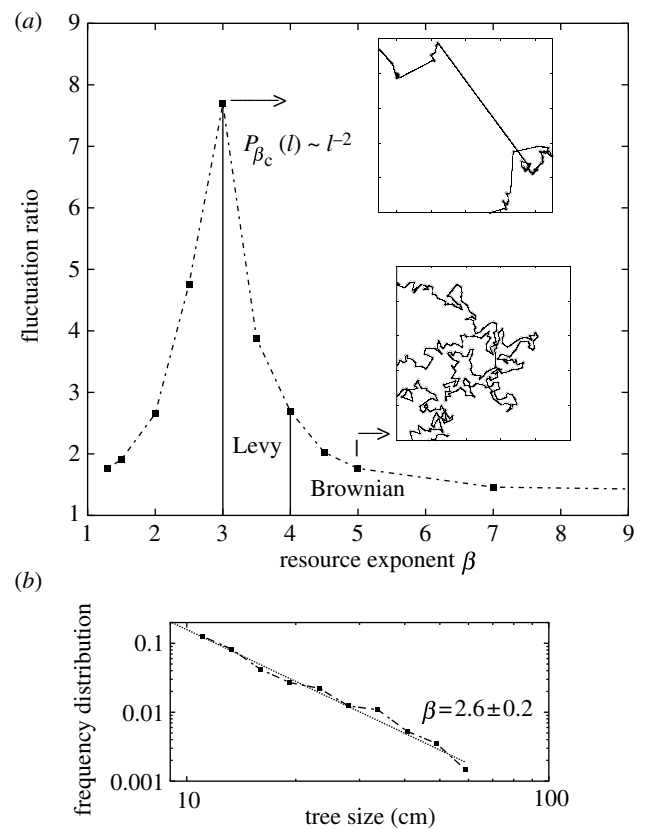 (a)
9
8
7
6
5
4
3
2
1
fluctuation ratio
P_{β_c} (l) ~ l^{-2}
Levy
Brownian
1 2 3 4 5 6 7 8 9
resource exponent β
(b)
frequency distribution
0.1
0.01
0.001
β=2.6±0.2
10 100
tree size (cm)